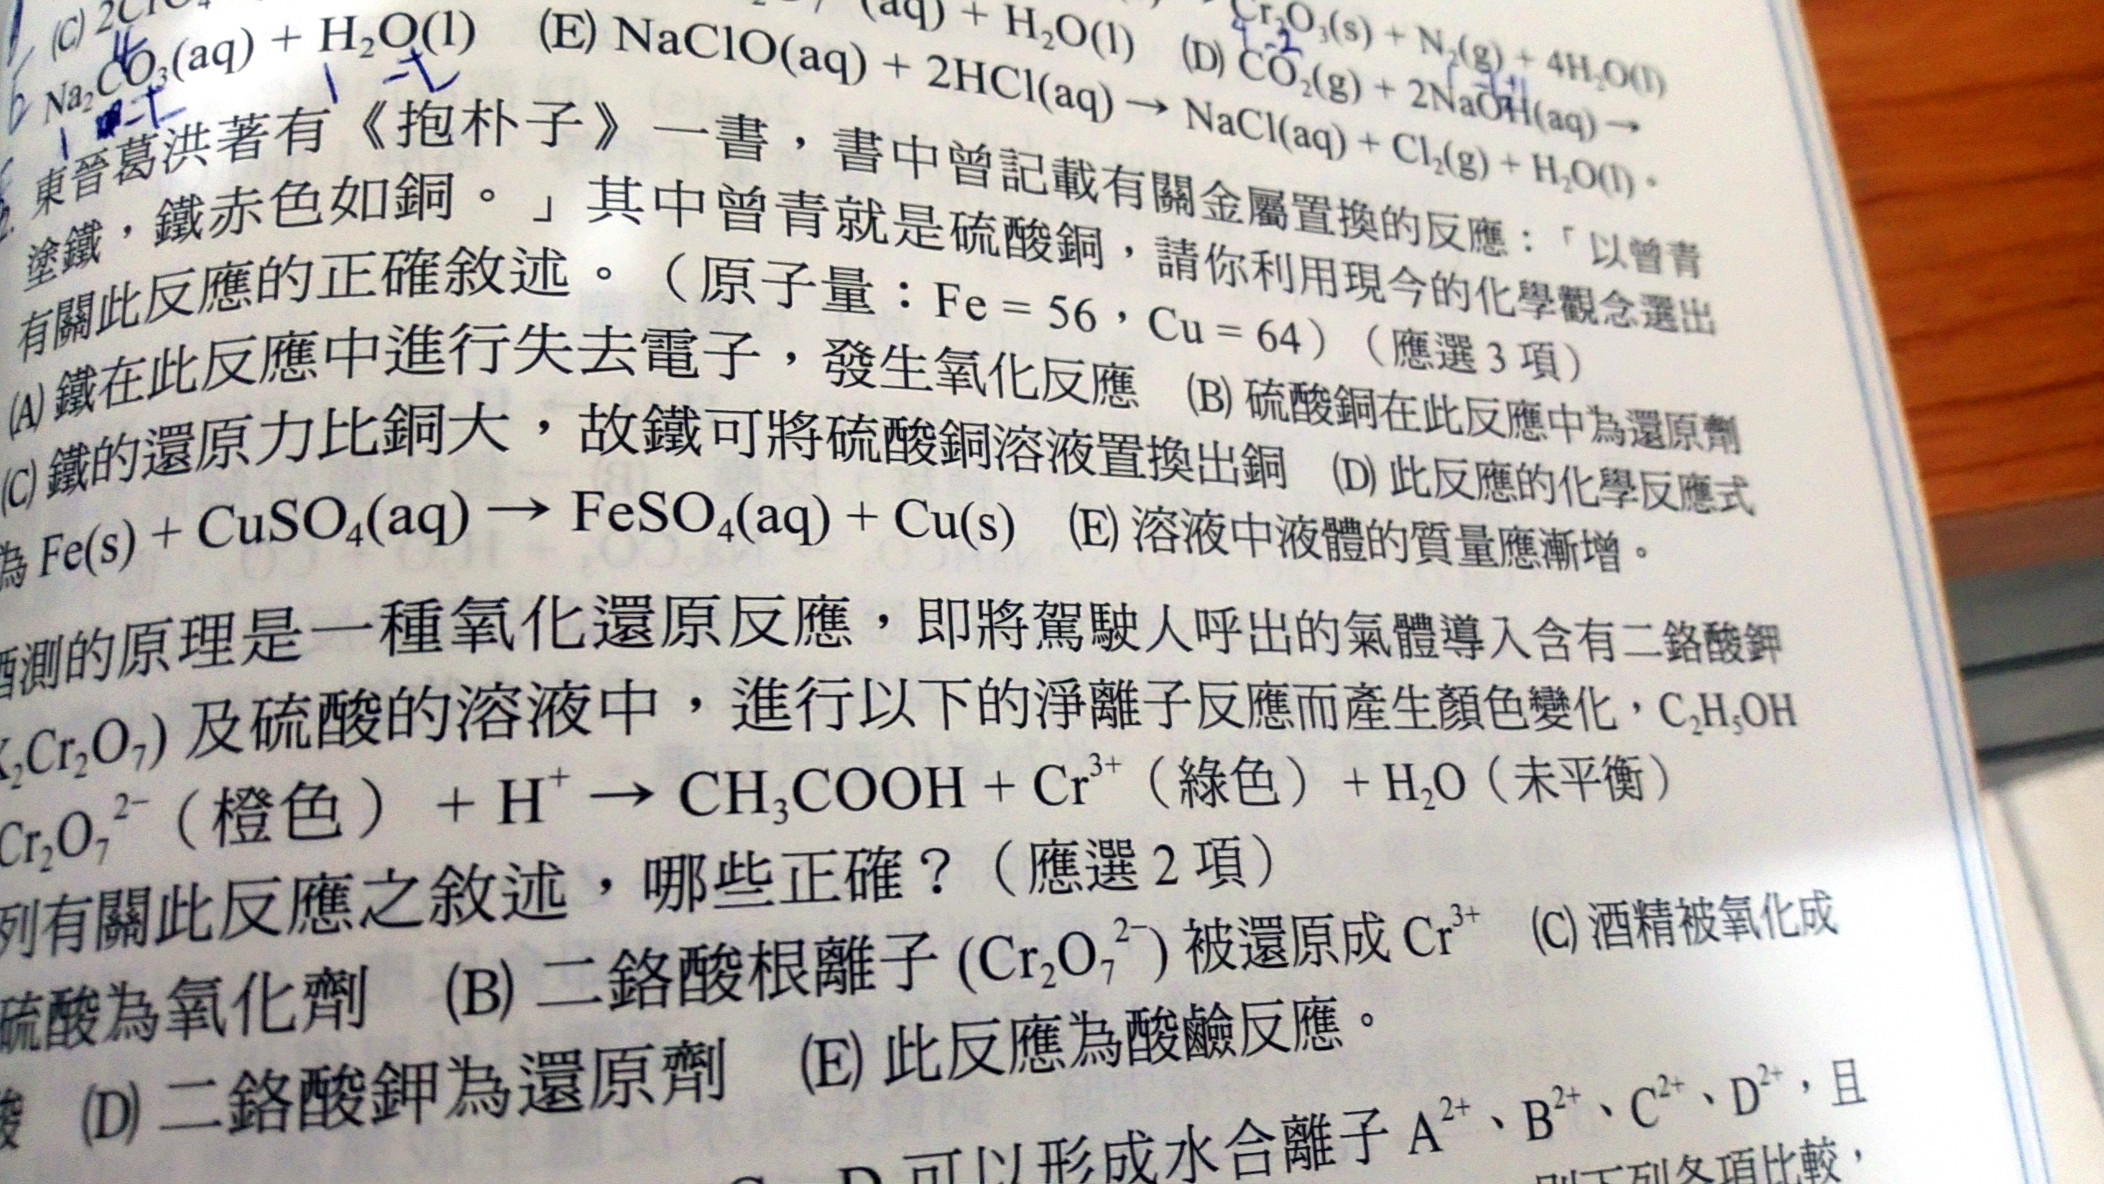 (C) 2ClO₄ (aq) + H₂O(l) Cr₂O₃(s) + N₂(g) + 4H₂O(l)
(D) CO₂(g) + 2NaOH(aq) →
Na₂CO₃(aq) + H₂O(l) (E) NaClO(aq) + 2HCl(aq) → NaCl(aq) + Cl₂(g) + H₂O(l)。
東晉葛洪著有《抱朴子》一書，書中曾記載有關金屬置換的反應：「以曾青
塗鐵，鐵赤色如銅。」其中曾青就是硫酸銅，請你利用現今的化學觀念選出
有關此反應的正確敘述。（原子量：Fe = 56，Cu = 64）（應選 3 項）
(A) 鐵在此反應中進行失去電子，發生氧化反應 (B) 硫酸銅在此反應中為還原劑
(C) 鐵的還原力比銅大，故鐵可將硫酸銅溶液置換出銅 (D) 此反應的化學反應式
為 Fe(s) + CuSO₄(aq) → FeSO₄(aq) + Cu(s) (E) 溶液中液體的質量應漸增。
酒測的原理是一種氧化還原反應，即將駕駛人呼出的氣體導入含有二鉻酸鉀
K₂Cr₂O₇) 及硫酸的溶液中，進行以下的淨離子反應而產生顏色變化，C₂H₅OH
Cr₂O₇²⁻（橙色） + H⁺ → CH₃COOH + Cr³⁺（綠色）+ H₂O（未平衡）
列有關此反應之敘述，哪些正確？（應選 2 項）
硫酸為氧化劑 (B) 二鉻酸根離子 (Cr₂O₇²⁻) 被還原成 Cr³⁺ (C) 酒精被氧化成
酸 (D) 二鉻酸鉀為還原劑 (E) 此反應為酸鹼反應。
可以形成水合離子 A²⁺、B²⁺、C²⁺、D²⁺，且
則下列各項比較，